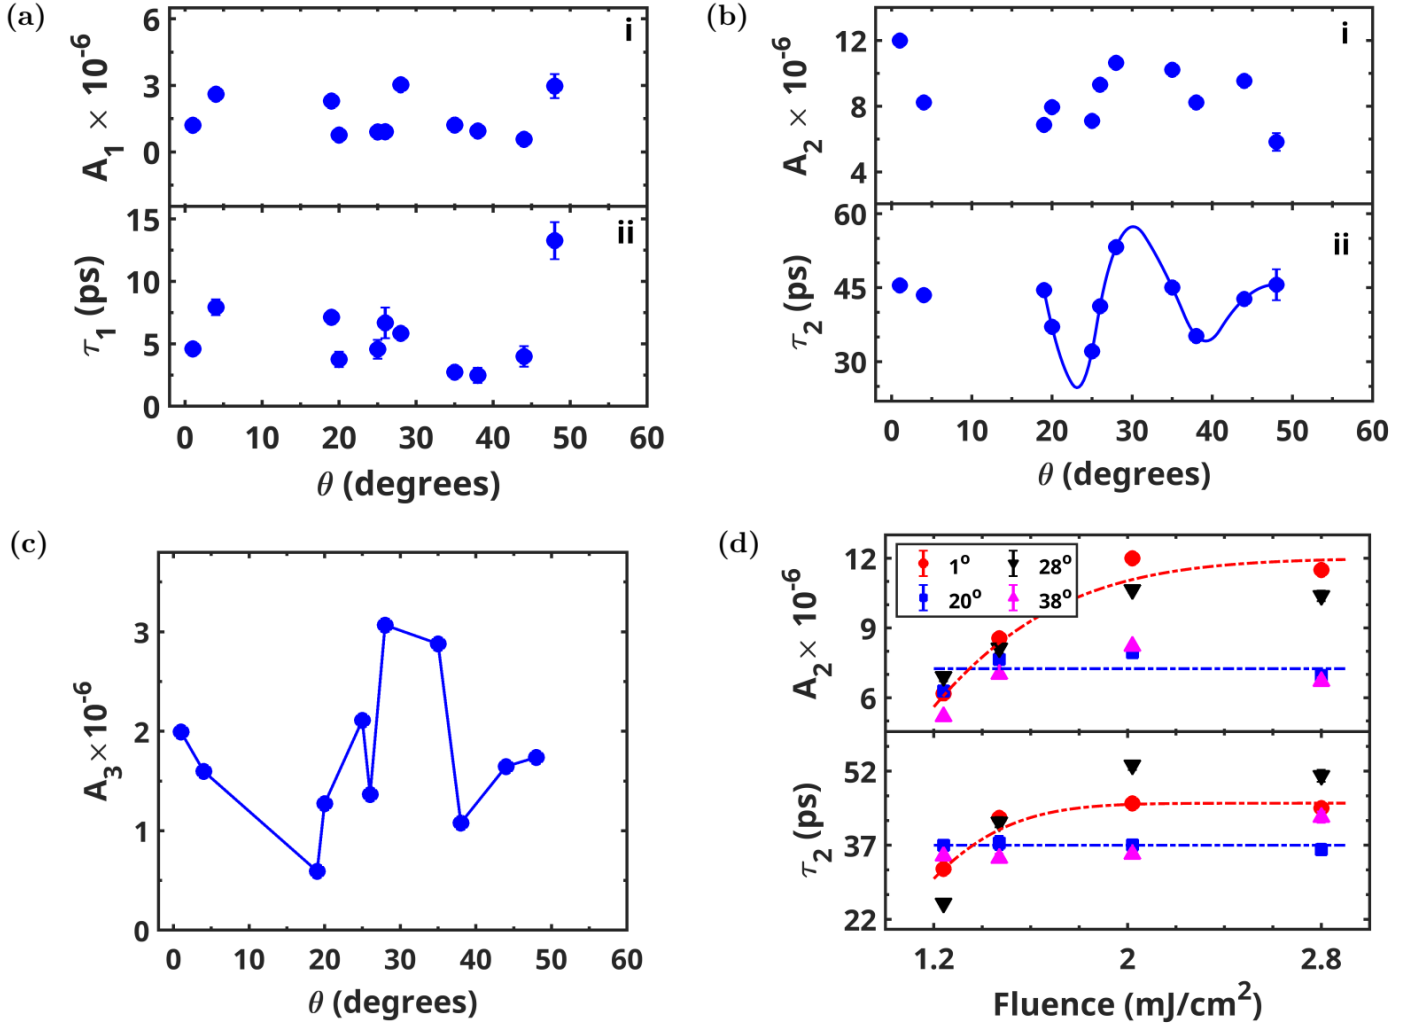 (a)
i
A₁ × 10⁻⁶
6
3
0
ii
τ₁ (ps)
15
10
5
0
0 10 20 30 40 50 60
θ (degrees)
(b)
i
A₂ × 10⁻⁶
12
8
4
ii
τ₂ (ps)
60
45
30
0 10 20 30 40 50 60
θ (degrees)
(c)
A₃×10⁻⁶
3
2
1
0
0 10 20 30 40 50 60
θ (degrees)
(d)
1° 28°
20° 38°
A₂× 10⁻⁶
12
9
6
τ₂ (ps)
52
37
22
1.2 2 2.8
Fluence (mJ/cm²)